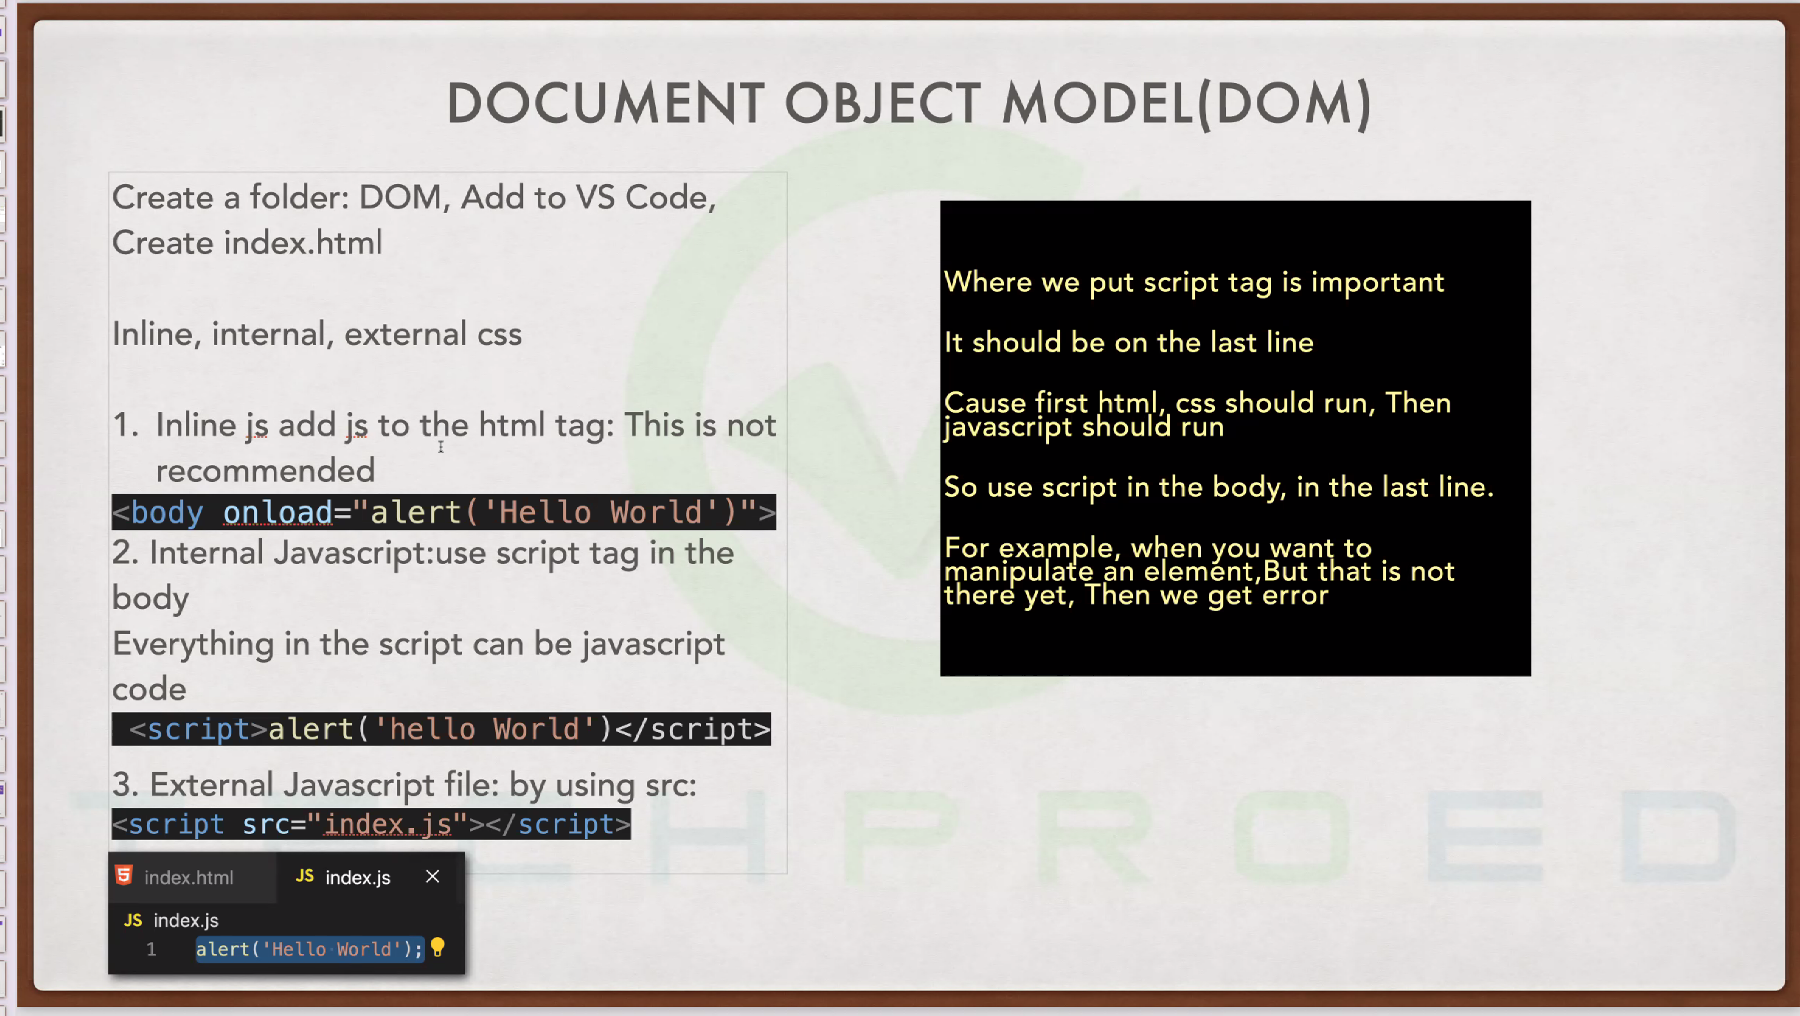 DOCUMENT OBJECT MODEL(DOM)
Create a folder: DOM, Add to VS Code,
Create index.html
Inline, internal, external css
1. Inline js add js to the html tag: This is not
recommended
<body onload="alert('Hello World')">
2. Internal Javascript:use script tag in the
body
Everything in the script can be javascript
code
<script>alert('hello World')</script>
3. External Javascript file: by using src:
<script src="index.js"></script>
index.html JS index.js
JS index.js
1 alert('Hello World');
Where we put script tag is important
It should be on the last line
Cause first html, css should run, Then
javascript should run
So use script in the body, in the last line.
For example, when you want to
manipulate an element,But that is not
there yet, Then we get error
TECHPROED